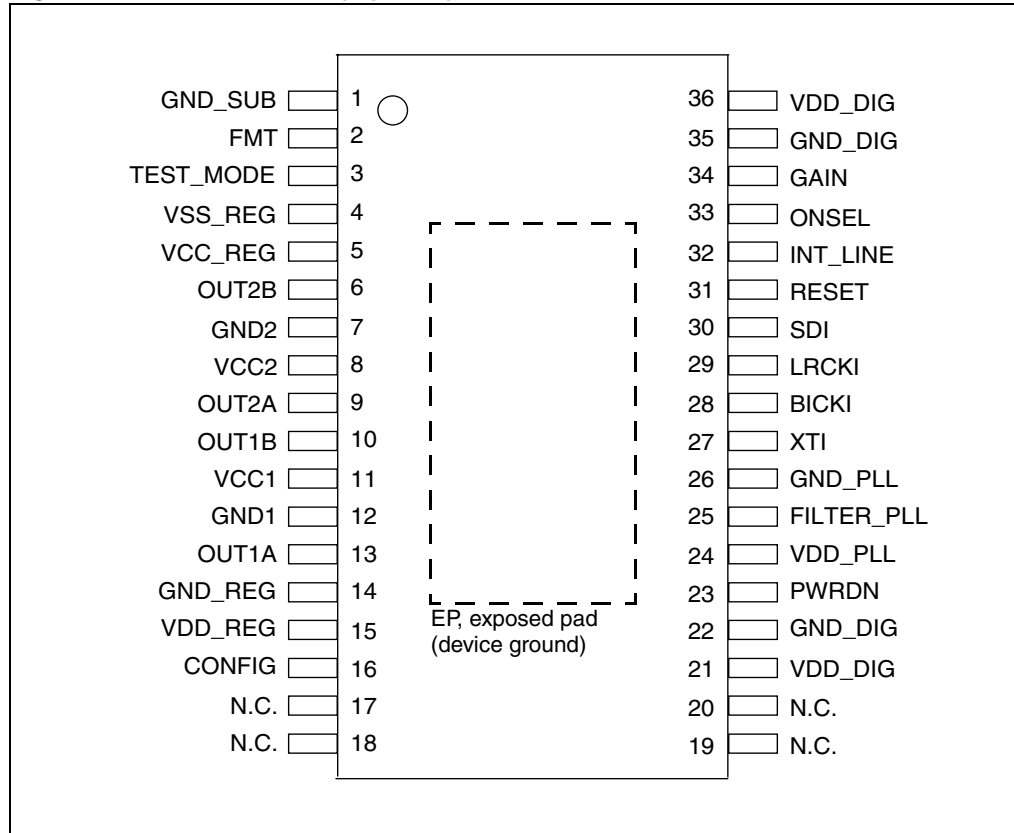 GND_SUB 1 36 VDD_DIG
FMT 2 35 GND_DIG
TEST_MODE 3 34 GAIN
VSS_REG 4 33 ONSEL
VCC_REG 5 32 INT_LINE
OUT2B 6 31 RESET
GND2 7 30 SDI
VCC2 8 29 LRCKI
OUT2A 9 28 BICKI
OUT1B 10 27 XTI
VCC1 11 26 GND_PLL
GND1 12 25 FILTER_PLL
OUT1A 13 24 VDD_PLL
GND_REG 14 23 PWRDN
EP, exposed pad
VDD_REG 15 22 GND_DIG
(device ground)
CONFIG 16 21 VDD_DIG
N.C. 17 20 N.C.
N.C. 18 19 N.C.